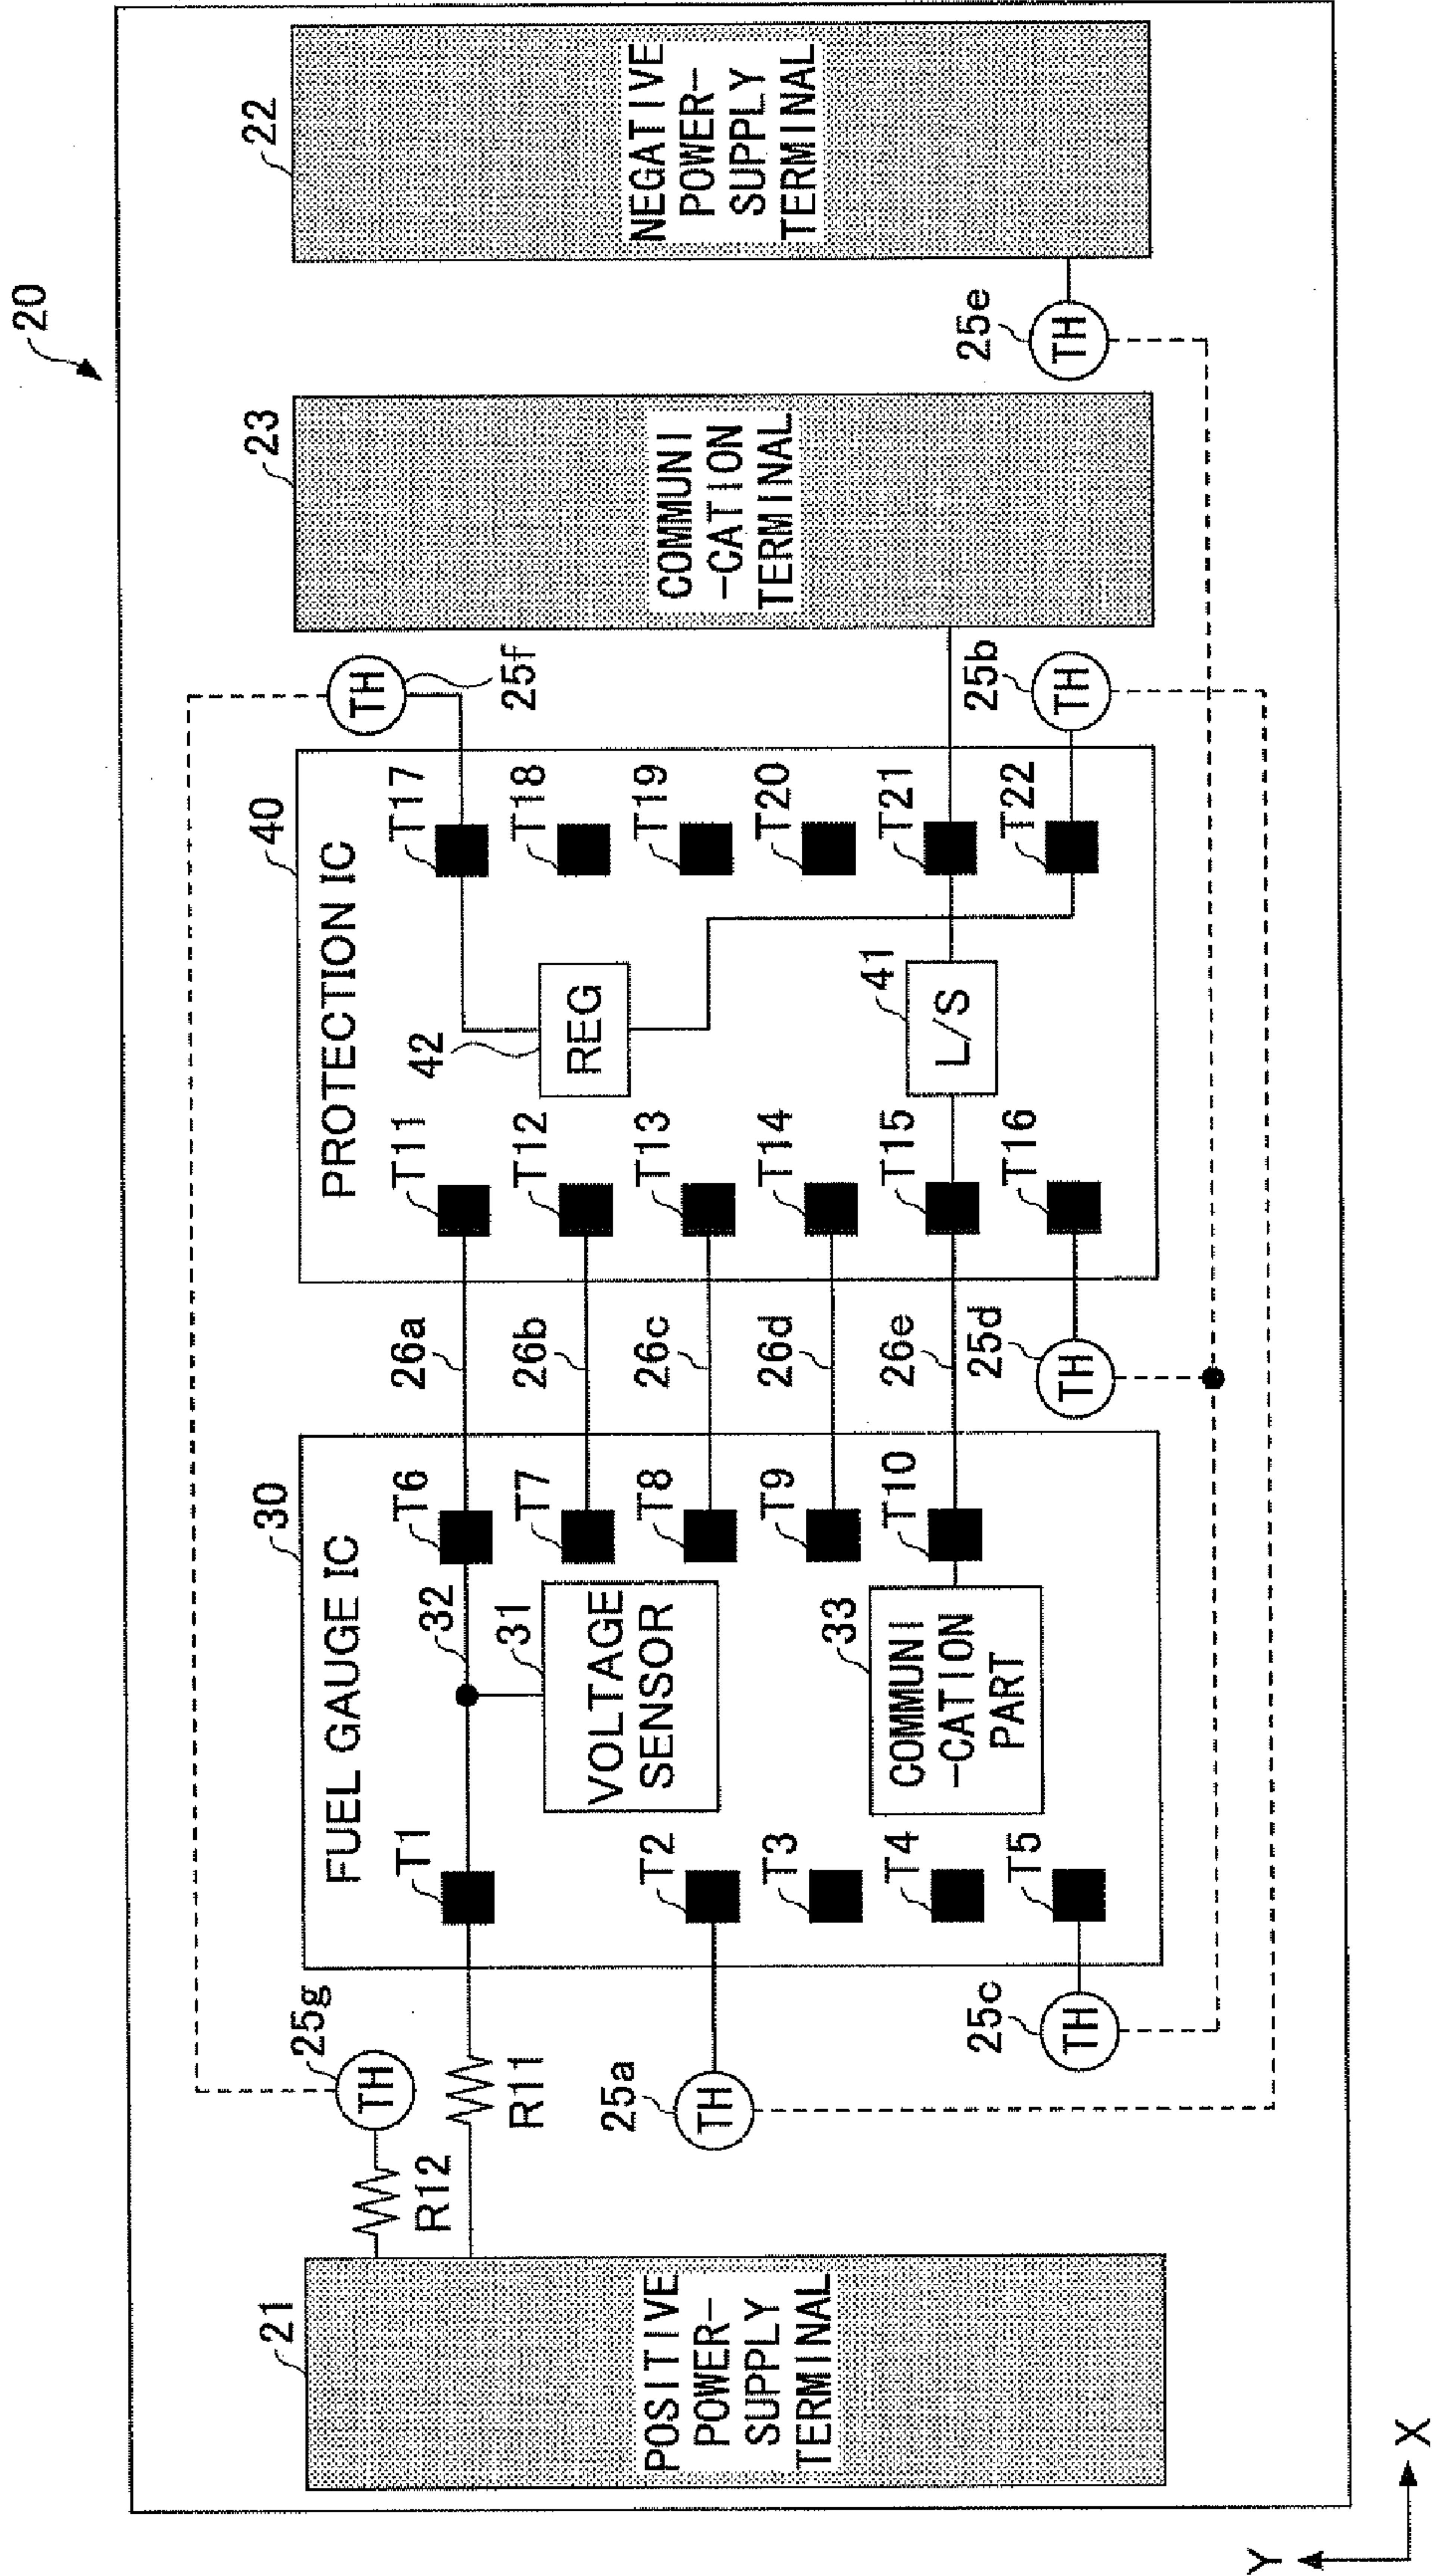 20
21
POSITIVE
POWER-
SUPPLY
TERMINAL
R12
TH
25g
R11
25a
TH
25c
TH
30
FUEL GAUGE IC
T1
T2
T3
T4
T5
32
31
VOLTAGE
SENSOR
33
COMMUNI
-CATION
PART
T6
T7
T8
T9
T10
26a
26b
26c
26d
26e
25d
TH
40
PROTECTION IC
T11
T12
T13
T14
T15
T16
42
REG
41
L/S
T17
T18
T19
T20
T21
T22
TH
25f
25b
TH
23
COMMUNI
-CATION
TERMINAL
25e
TH
22
NEGATIVE
POWER-
SUPPLY
TERMINAL
Y
X